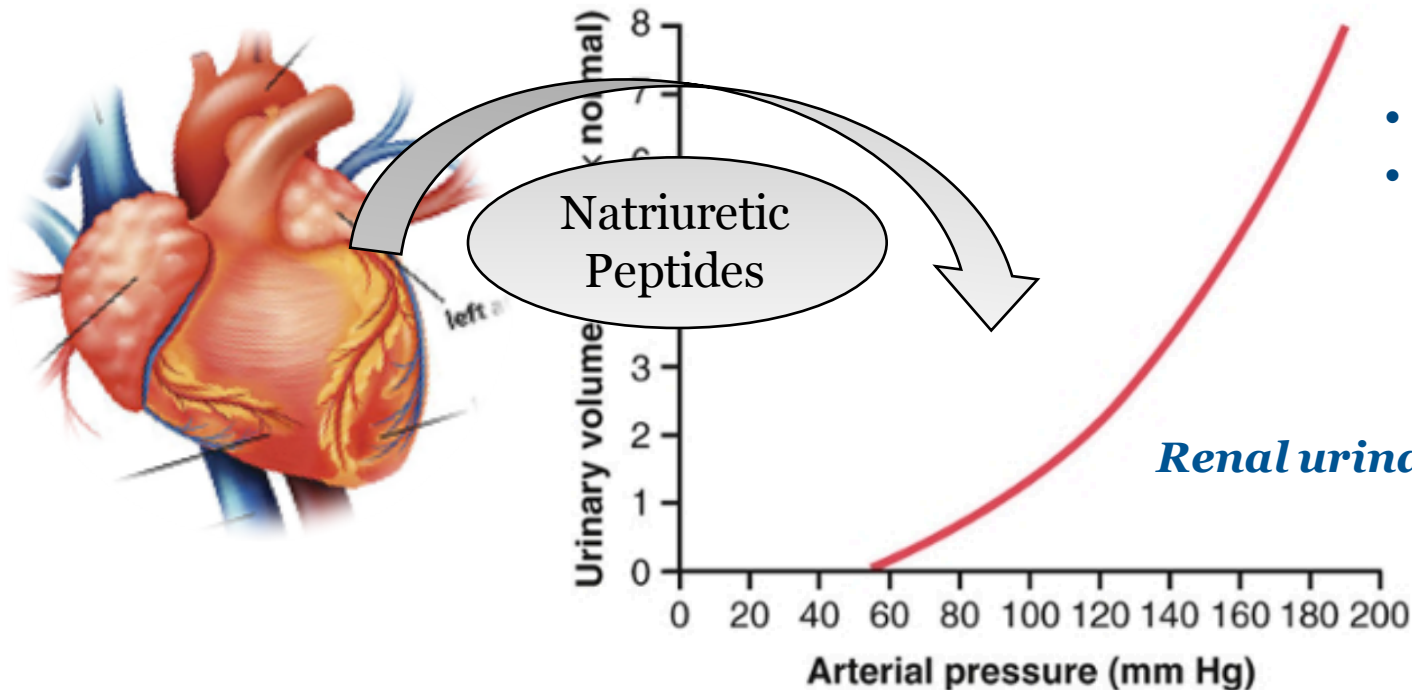 8
7
Natriuretic
Peptides
left
3
2
1
0
0 20 40 60 80 100 120 140 160 180 200
Urinary volume
normal)
Arterial pressure (mm Hg)
Renal